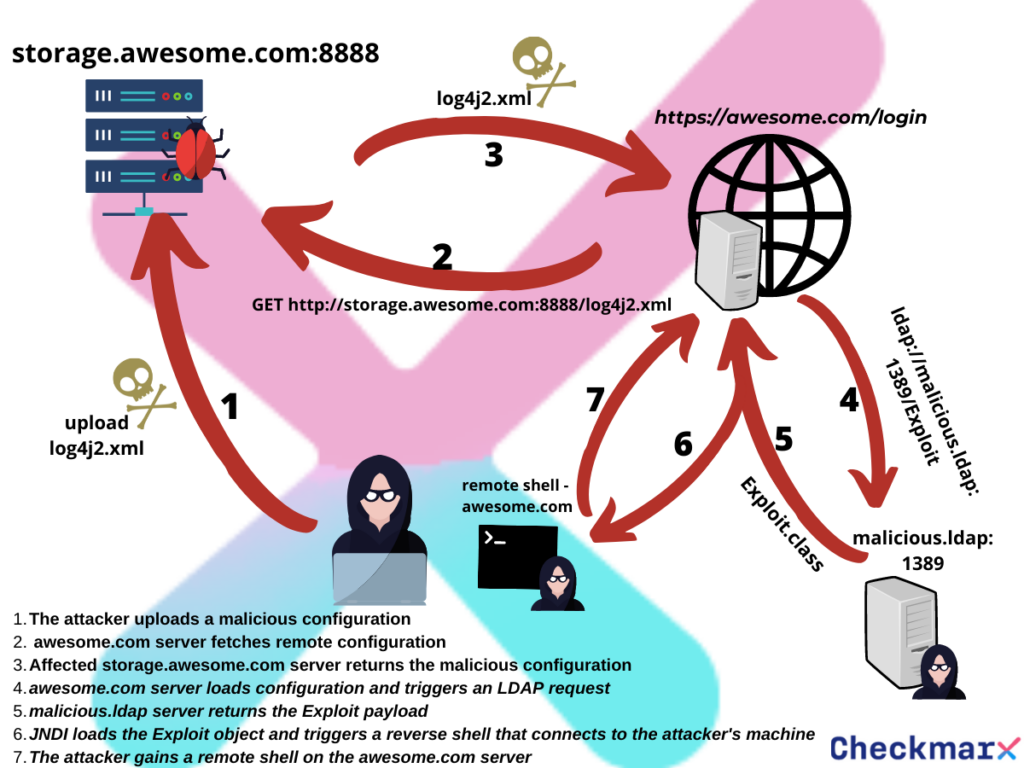 storage.awesome.com:8888
log4j2.xml
https://awesome.com/login
3
2
GET http://storage.awesome.com:8888/log4j2.xml
ldap://malicious.ldap:
1389/Exploit
upload
log4j2.xml
1
7
6
5
4
Exploit.class
remote shell -
awesome.com
>_
malicious.ldap:
1389
1. The attacker uploads a malicious configuration
2. awesome.com server fetches remote configuration
3. Affected storage.awesome.com server returns the malicious configuration
4. awesome.com server loads configuration and triggers an LDAP request
5. malicious.ldap server returns the Exploit payload
6. JNDI loads the Exploit object and triggers a reverse shell that connects to the attacker's machine
7. The attacker gains a remote shell on the awesome.com server
Checkmarx